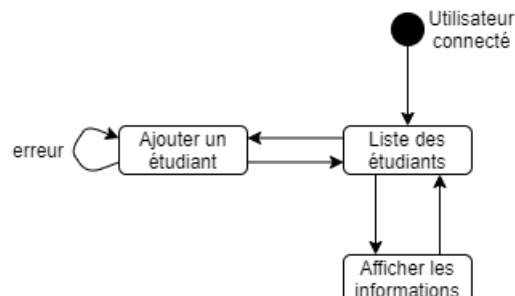 Utilisateur
connecté
erreur
Ajouter un
étudiant
Liste des
étudiants
Afficher les
informations